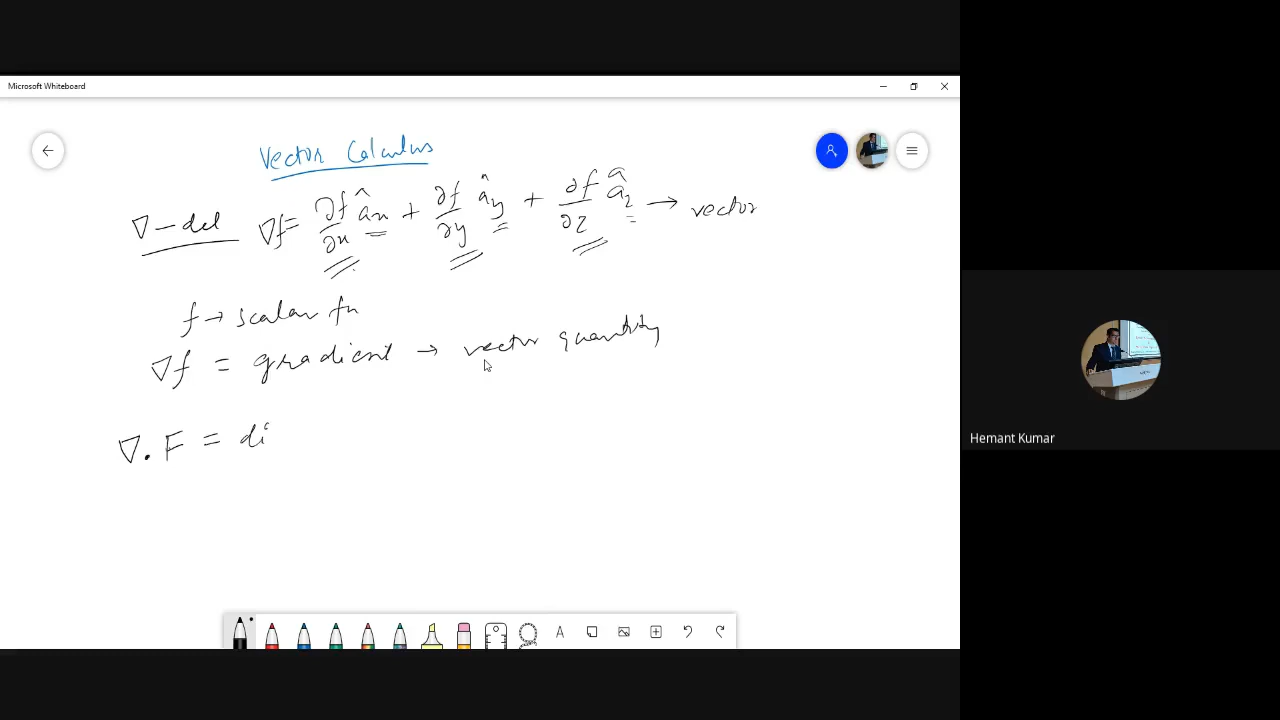 Microsoft Whiteboard
Vector Calculus
∇ – del ∇f = ∂f/∂x âx + ∂f/∂y ây + ∂f/∂z âz → vector
f → scalar fn
∇f = gradient → vector quantity
∇. F = di
A
Hemant Kumar